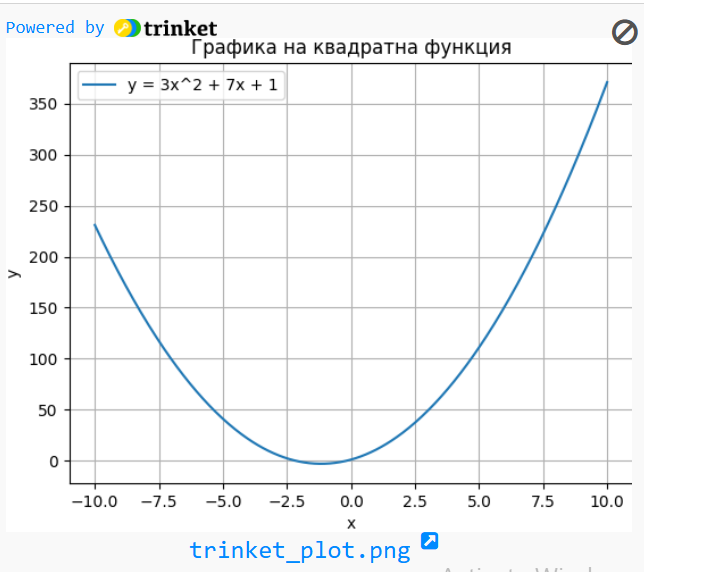 Powered by trinket
Графика на квадратна функция
y = 3x^2 + 7x + 1
350
300
250
200
150
100
50
0
y
−10.0 −7.5 −5.0 −2.5 0.0 2.5 5.0 7.5 10.0
x
trinket_plot.png